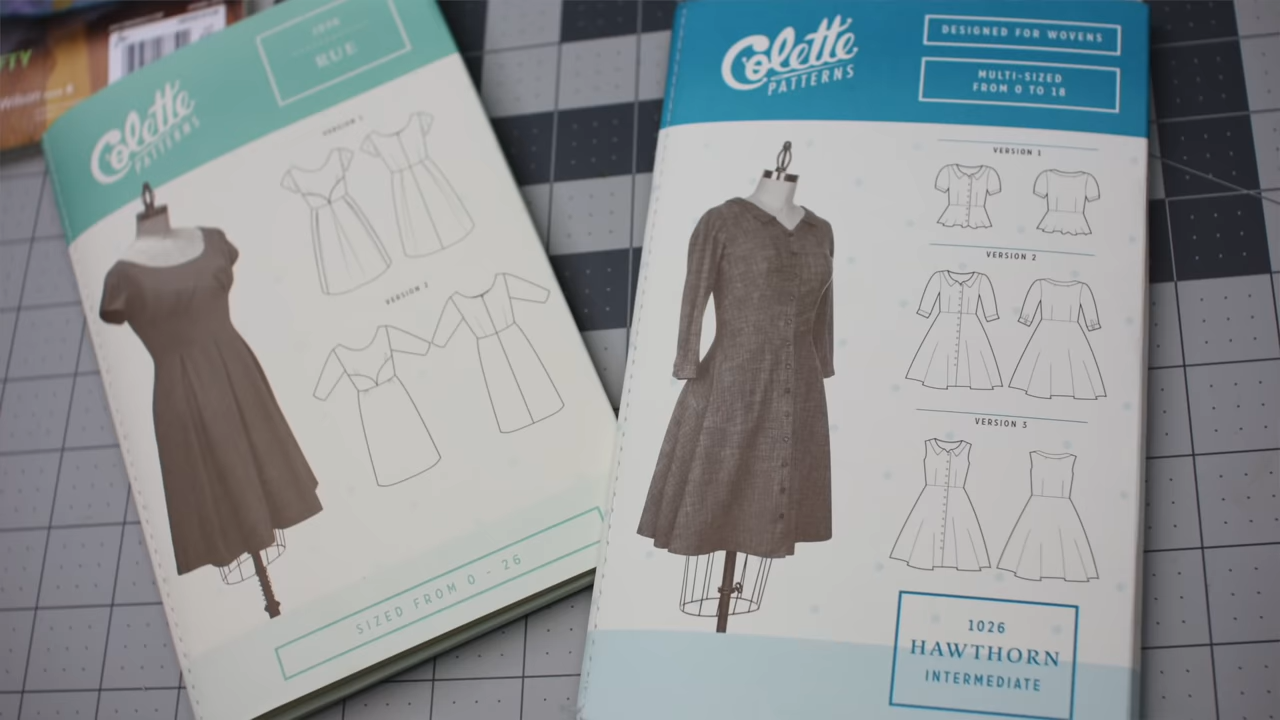 Colette
PATTERNS
RUE
VERSION 1
VERSION 2
SIZED FROM 0 - 26
Colette
PATTERNS
DESIGNED FOR WOVENS
MULTI-SIZED
FROM 0 TO 18
VERSION 1
VERSION 2
VERSION 3
1026
HAWTHORN
INTERMEDIATE